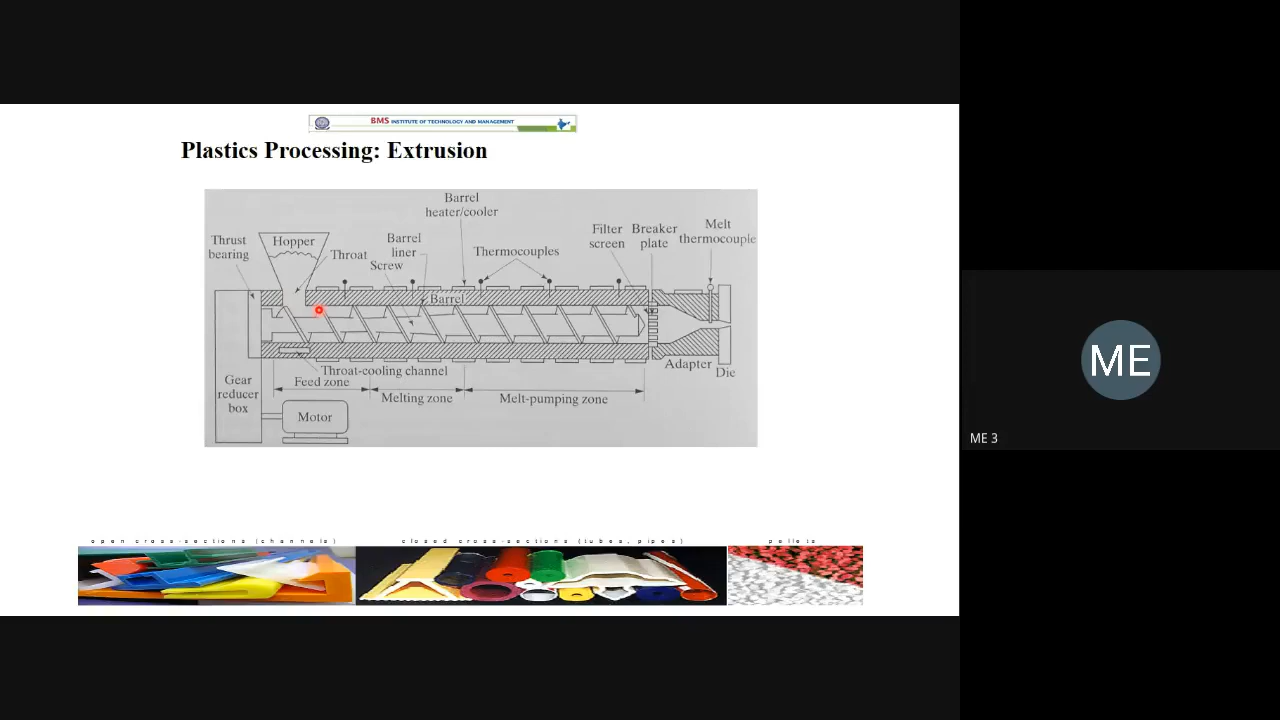 BMS INSTITUTE OF TECHNOLOGY AND MANAGEMENT
Plastics Processing: Extrusion
Barrel
heater/cooler
Filter
screen
Breaker
plate
Melt
thermocouple
Thrust
bearing
Hopper
Throat
Barrel
liner
Screw
Thermocouples
Barrel
Throat-cooling channel
Adapter
Die
Gear
reducer
box
Feed zone
Melting zone
Melt-pumping zone
Motor
open cross-sections (channels)
closed cross-sections (tubes, pipes)
pellets
ME
ME 3